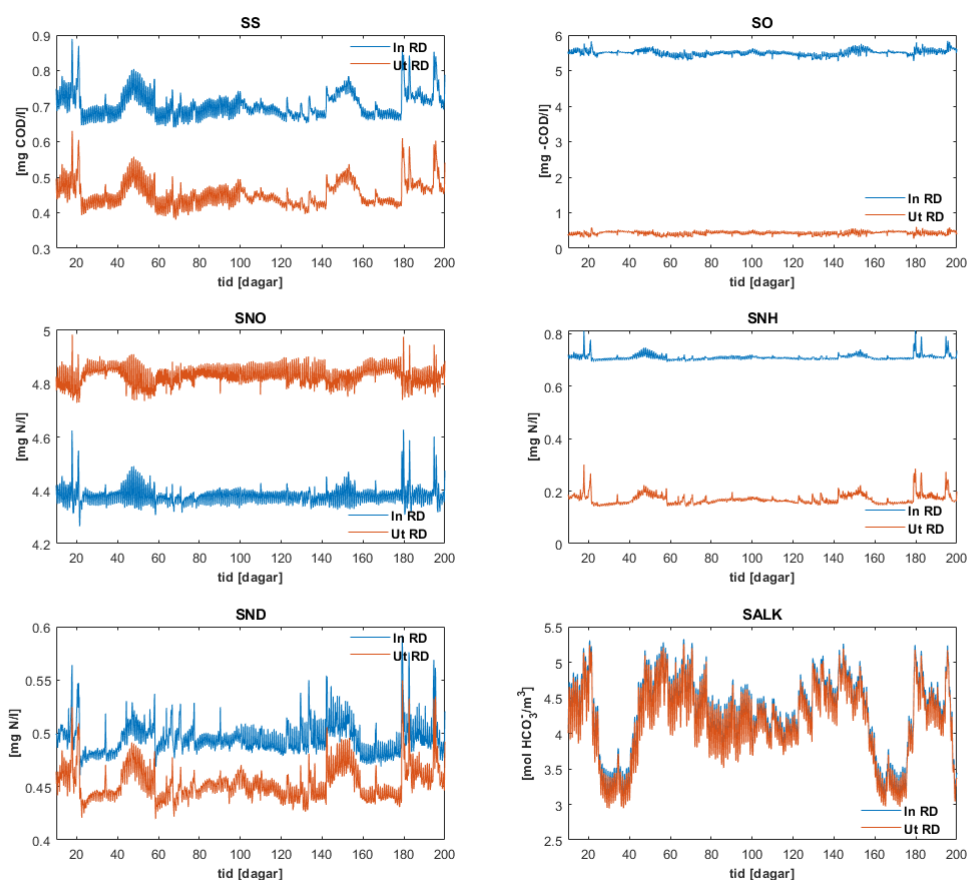 SS
[mg COD/l]
0.9
0.8
0.7
0.6
0.5
0.4
0.3
In RD
Ut RD
20 40 60 80 100 120 140 160 180 200
tid [dagar]
SO
[mg -COD/l]
6
5
4
3
2
1
0
In RD
Ut RD
20 40 60 80 100 120 140 160 180 200
tid [dagar]
SNO
[mg N/l]
5
4.8
4.6
4.4
4.2
In RD
Ut RD
20 40 60 80 100 120 140 160 180 200
tid [dagar]
SNH
[mg N/l]
0.8
0.6
0.4
0.2
0
In RD
Ut RD
20 40 60 80 100 120 140 160 180 200
tid [dagar]
SND
[mg N/l]
0.6
0.55
0.5
0.45
0.4
In RD
Ut RD
20 40 60 80 100 120 140 160 180 200
tid [dagar]
SALK
[mol HCO₃⁻/m³]
5.5
5
4.5
4
3.5
3
2.5
In RD
Ut RD
20 40 60 80 100 120 140 160 180 200
tid [dagar]